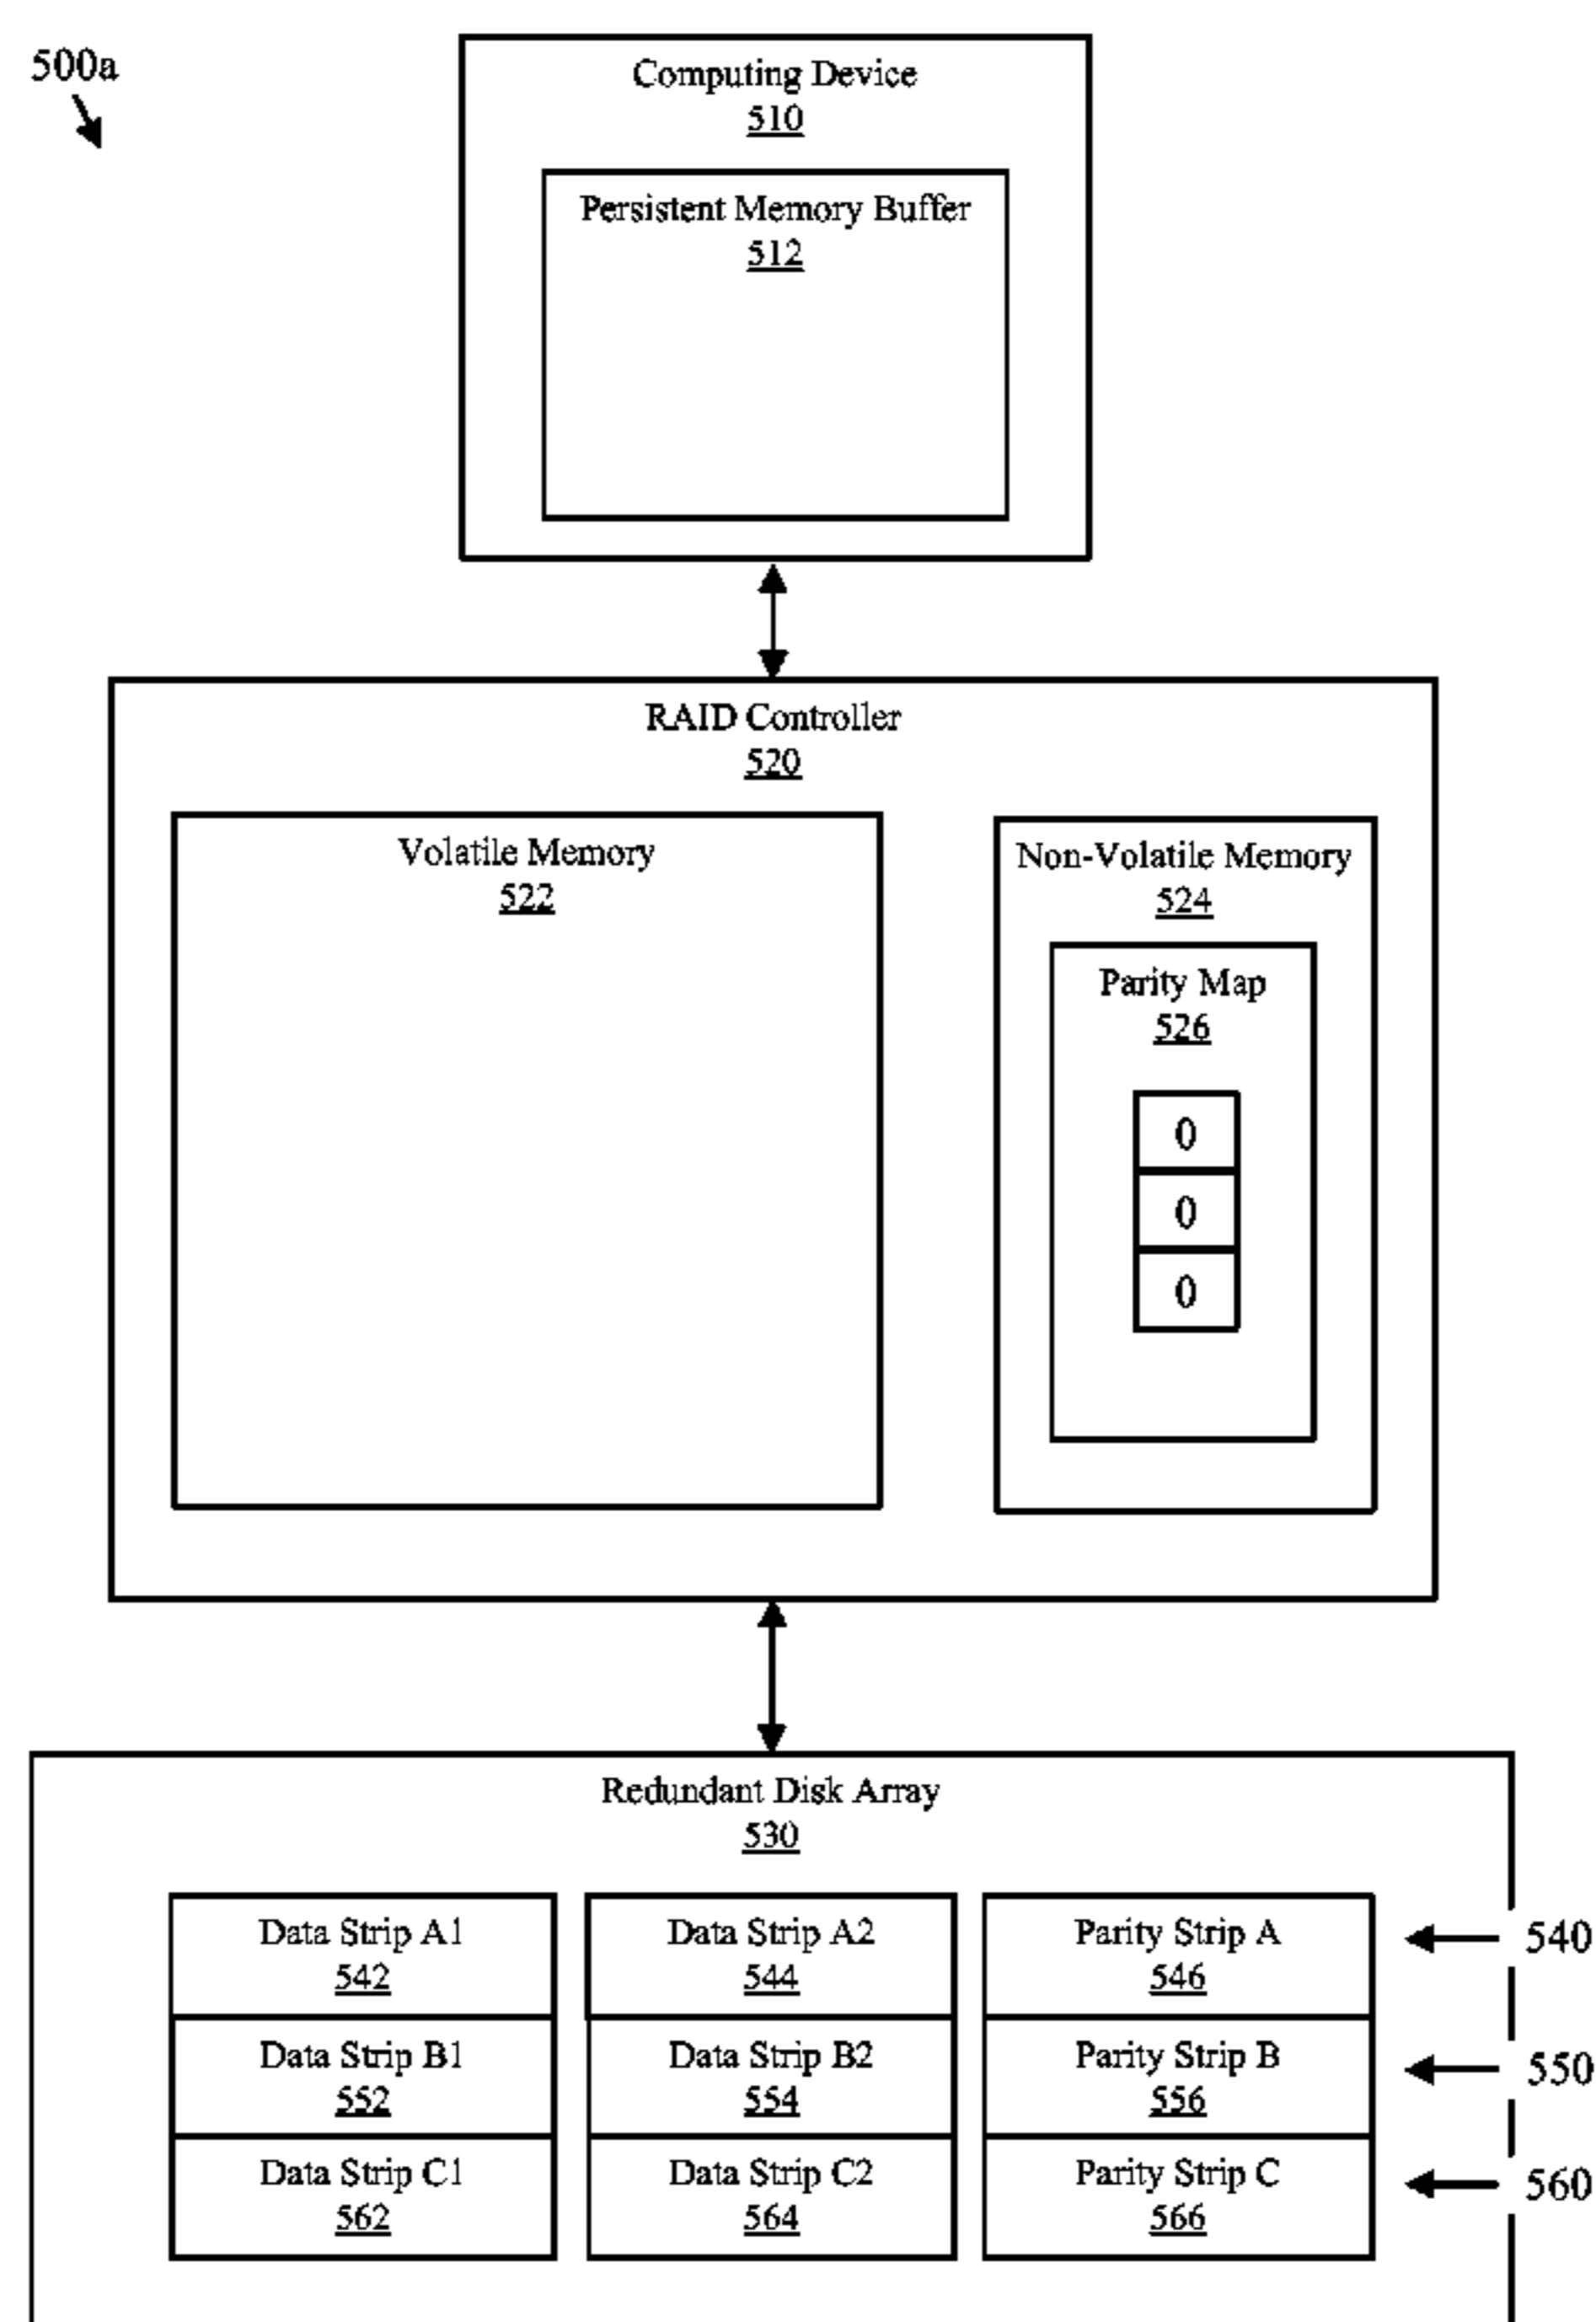 500a
Computing Device
510
Persistent Memory Buffer
512
RAID Controller
520
Volatile Memory
522
Non-Volatile Memory
524
Parity Map
526
0
0
0
Redundant Disk Array
530
Data Strip A1
542
Data Strip A2
544
Parity Strip A
546
540
Data Strip B1
552
Data Strip B2
554
Parity Strip B
556
550
Data Strip C1
562
Data Strip C2
564
Parity Strip C
566
560